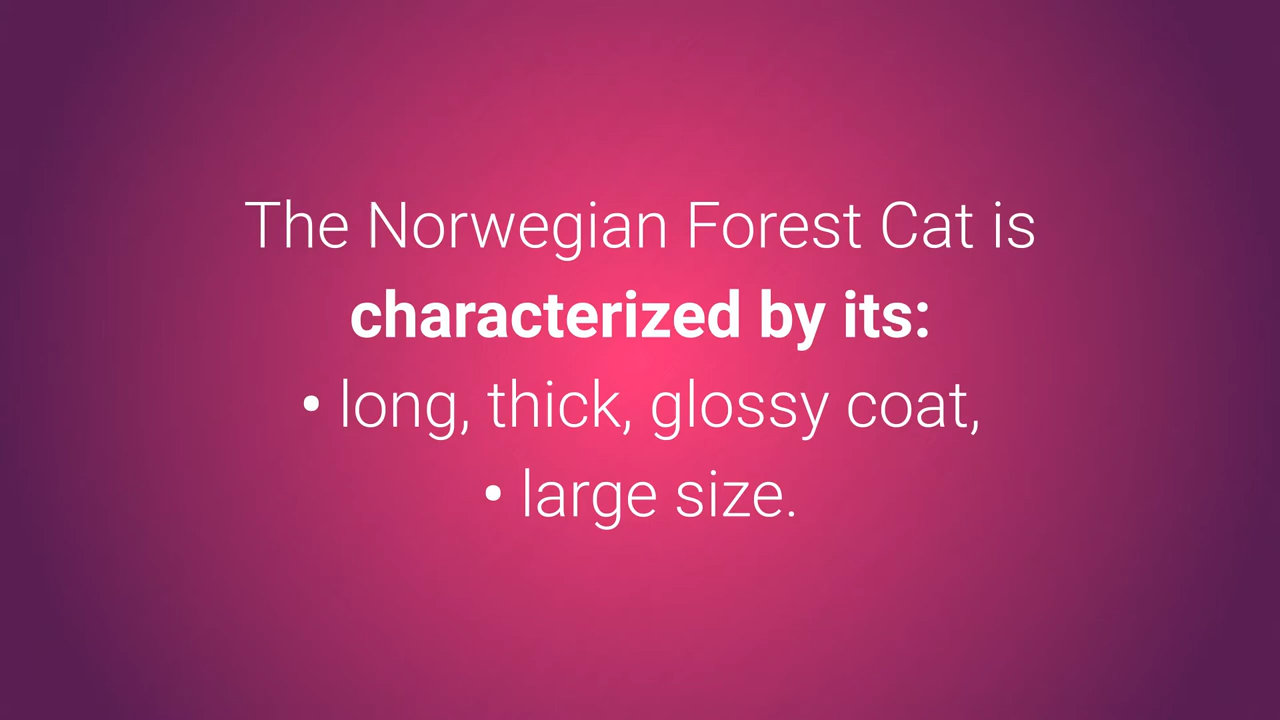 The Norwegian Forest Cat is
characterized by its:
• long, thick, glossy coat,
• large size.